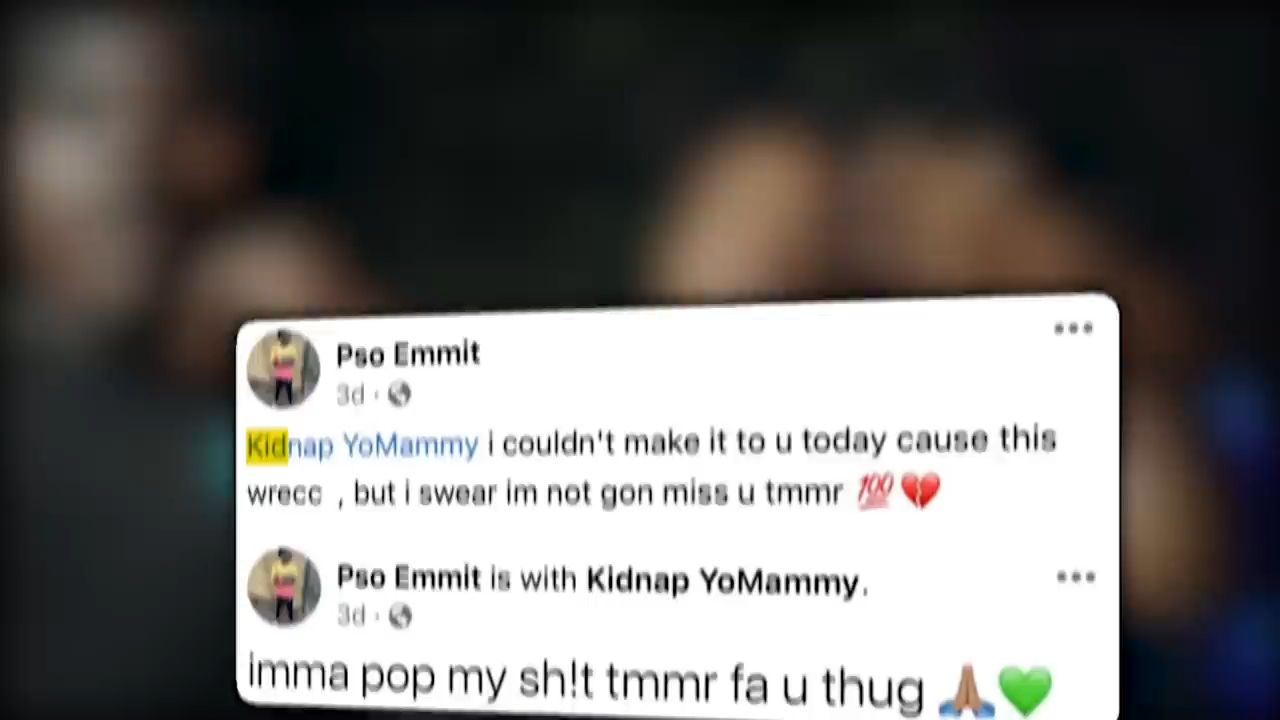 Pso Emmit
3d ·
Kidnap YoMammy i couldn't make it to u today cause this
wrecc , but i swear im not gon miss u tmmr 💯💔
Pso Emmit is with Kidnap YoMammy.
3d ·
imma pop my sh!t tmmr fa u thug 🙏🏽💚